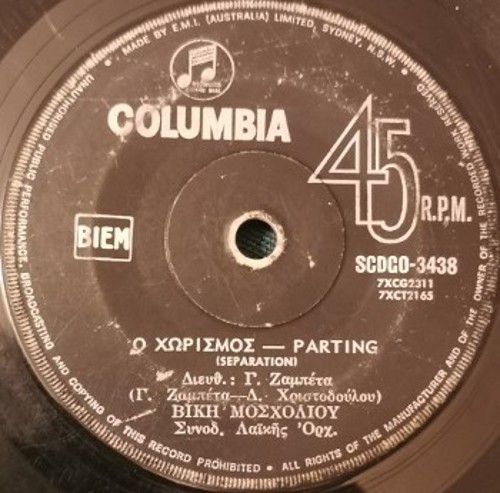 MADE BY E.M.I. (AUSTRALIA) LIMITED, SYDNEY, N.S.W. •
COLUMBIA
45
R.P.M.
BIEM
SCDGO-3438
7XCG2311
7XCT2165
Ο ΧΩΡΙΣΜΟΣ — PARTING
(SEPARATION)
Διευθ.: Γ. Ζαμπέτα
(Γ. Ζαμπέτα—Δ. Χριστοδούλου)
ΒΙΚΗ ΜΟΣΧΟΛΙΟΥ
Συνοδ. Λαϊκῆς Ὀρχ.
ALL RIGHTS OF THE MANUFACTURER AND OF THE OWNER OF THE RECORDED WORK RESERVED
UNAUTHORISED PUBLIC PERFORMANCE, BROADCASTING AND COPYING OF THIS RECORD PROHIBITED •